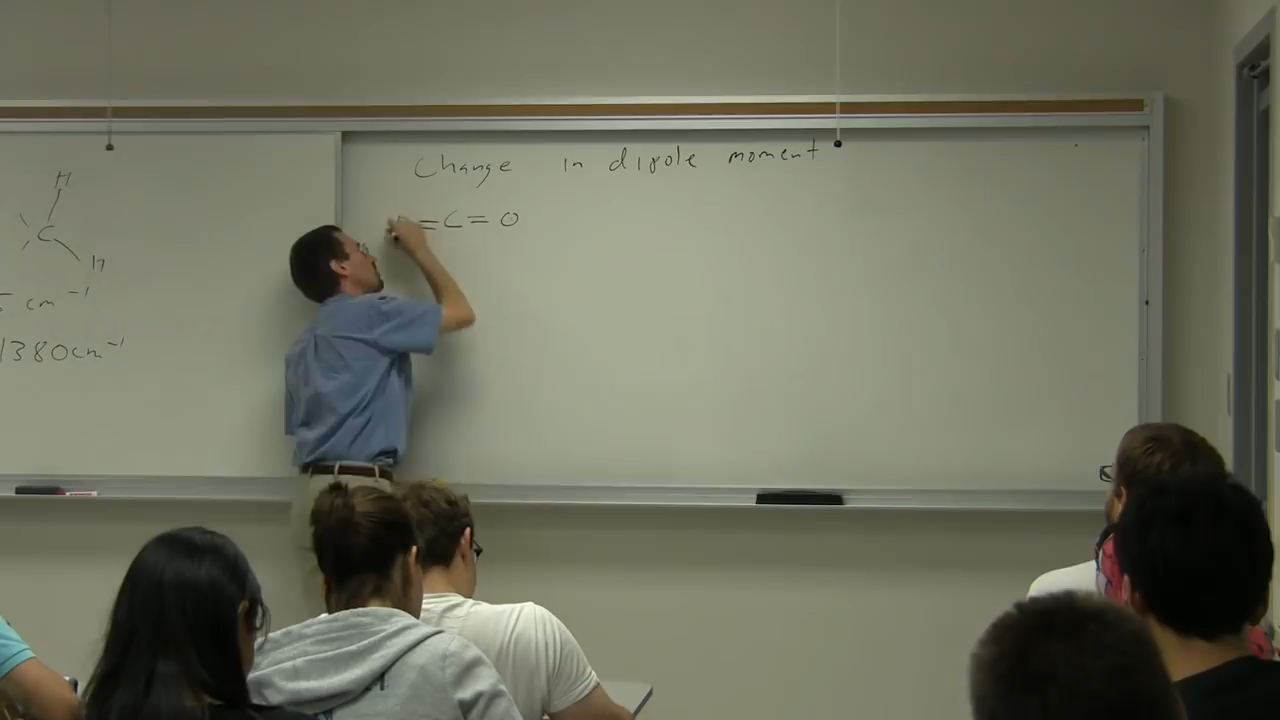 H
C
H
cm⁻¹
1380cm⁻¹
Change in dipole moment
=C=O